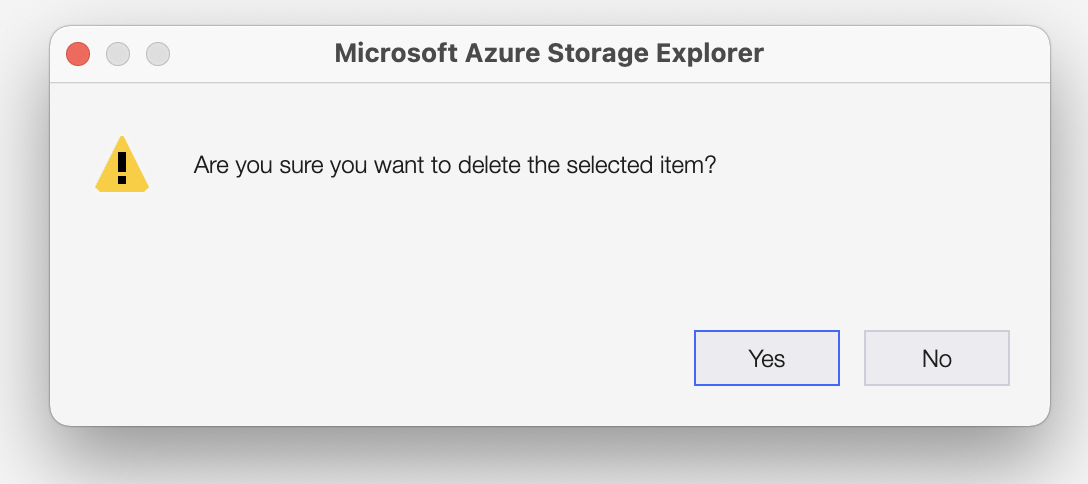 Microsoft Azure Storage Explorer
Are you sure you want to delete the selected item?
Yes
No